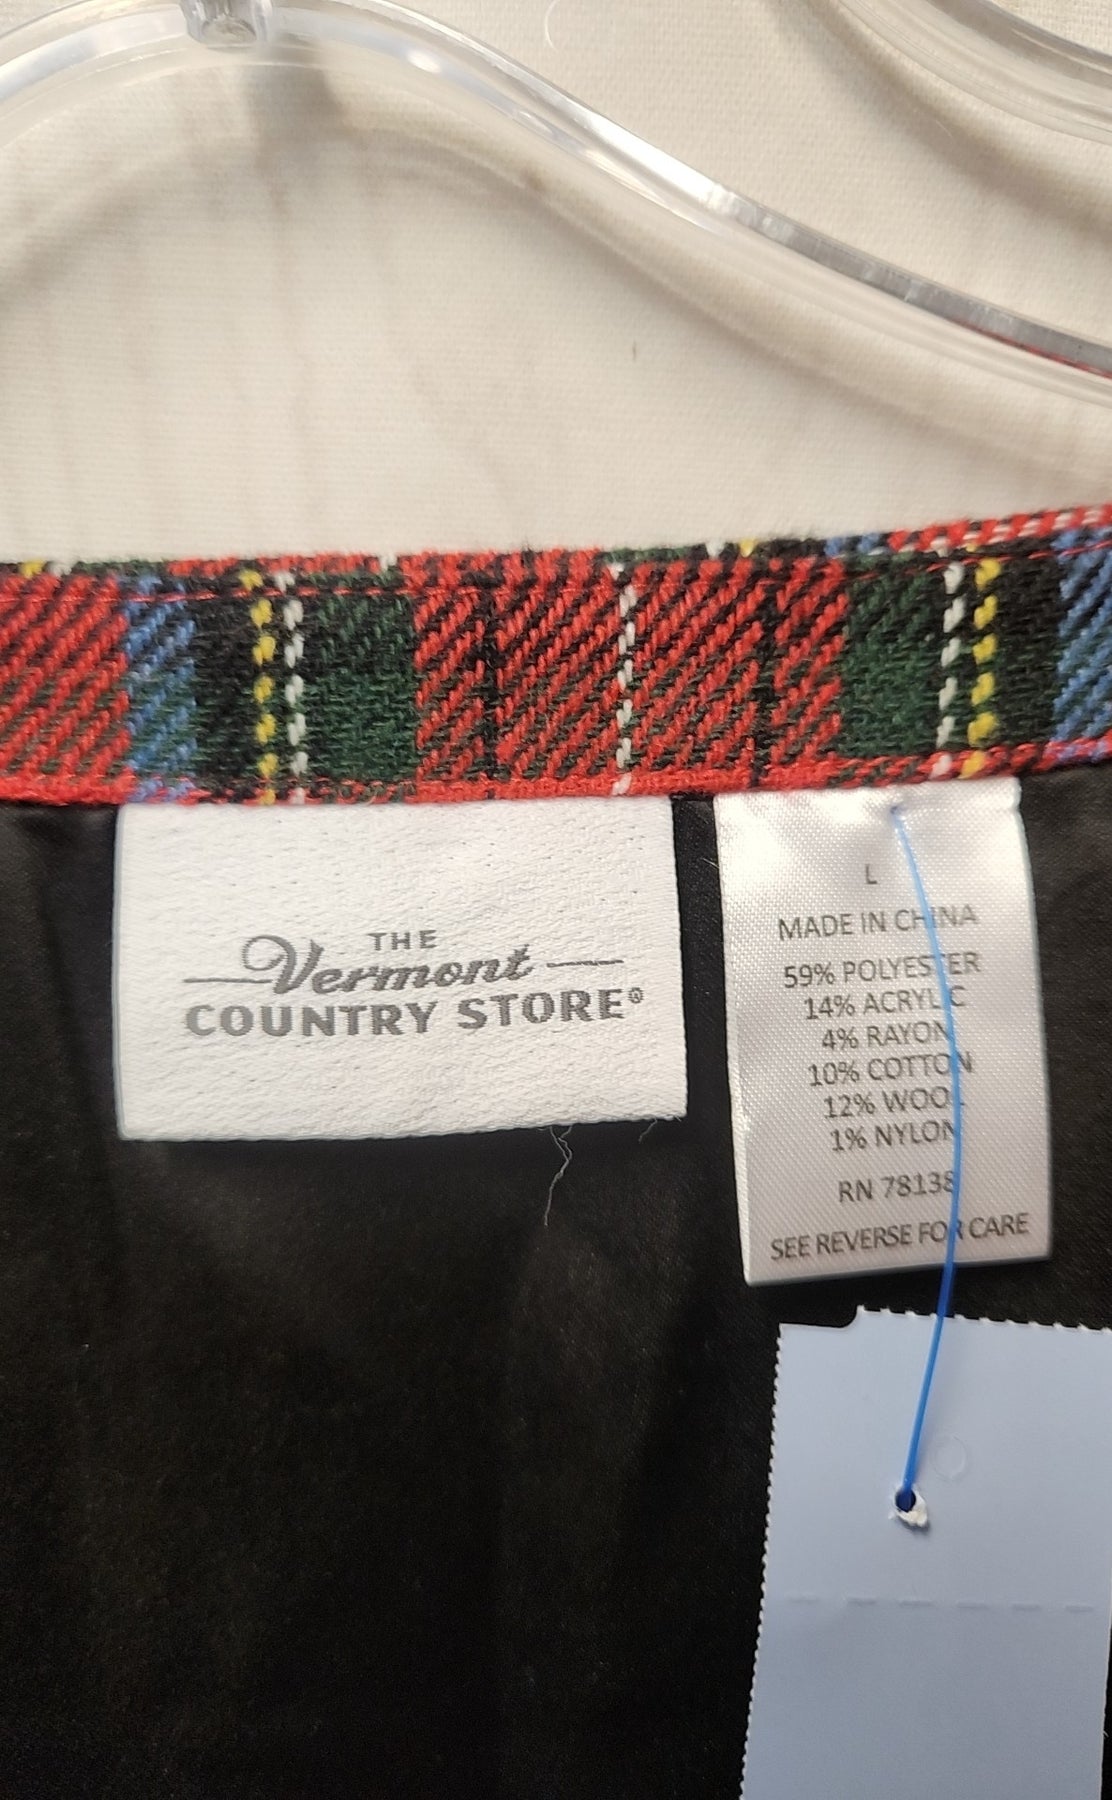 THE
Vermont
COUNTRY STORE®
L
MADE IN CHINA
59% POLYESTER
14% ACRYLIC
4% RAYON
10% COTTON
12% WOOL
1% NYLON
RN 78138
SEE REVERSE FOR CARE